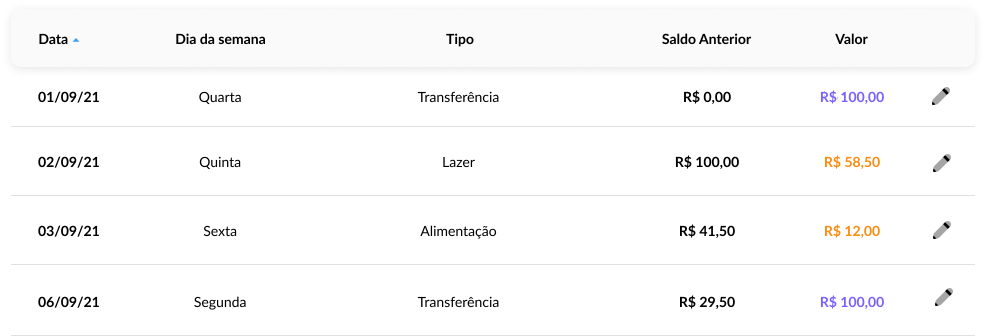 Data Dia da semana Tipo Saldo Anterior Valor
01/09/21 Quarta Transferência R$ 0,00 R$ 100,00
02/09/21 Quinta Lazer R$ 100,00 R$ 58,50
03/09/21 Sexta Alimentação R$ 41,50 R$ 12,00
06/09/21 Segunda Transferência R$ 29,50 R$ 100,00